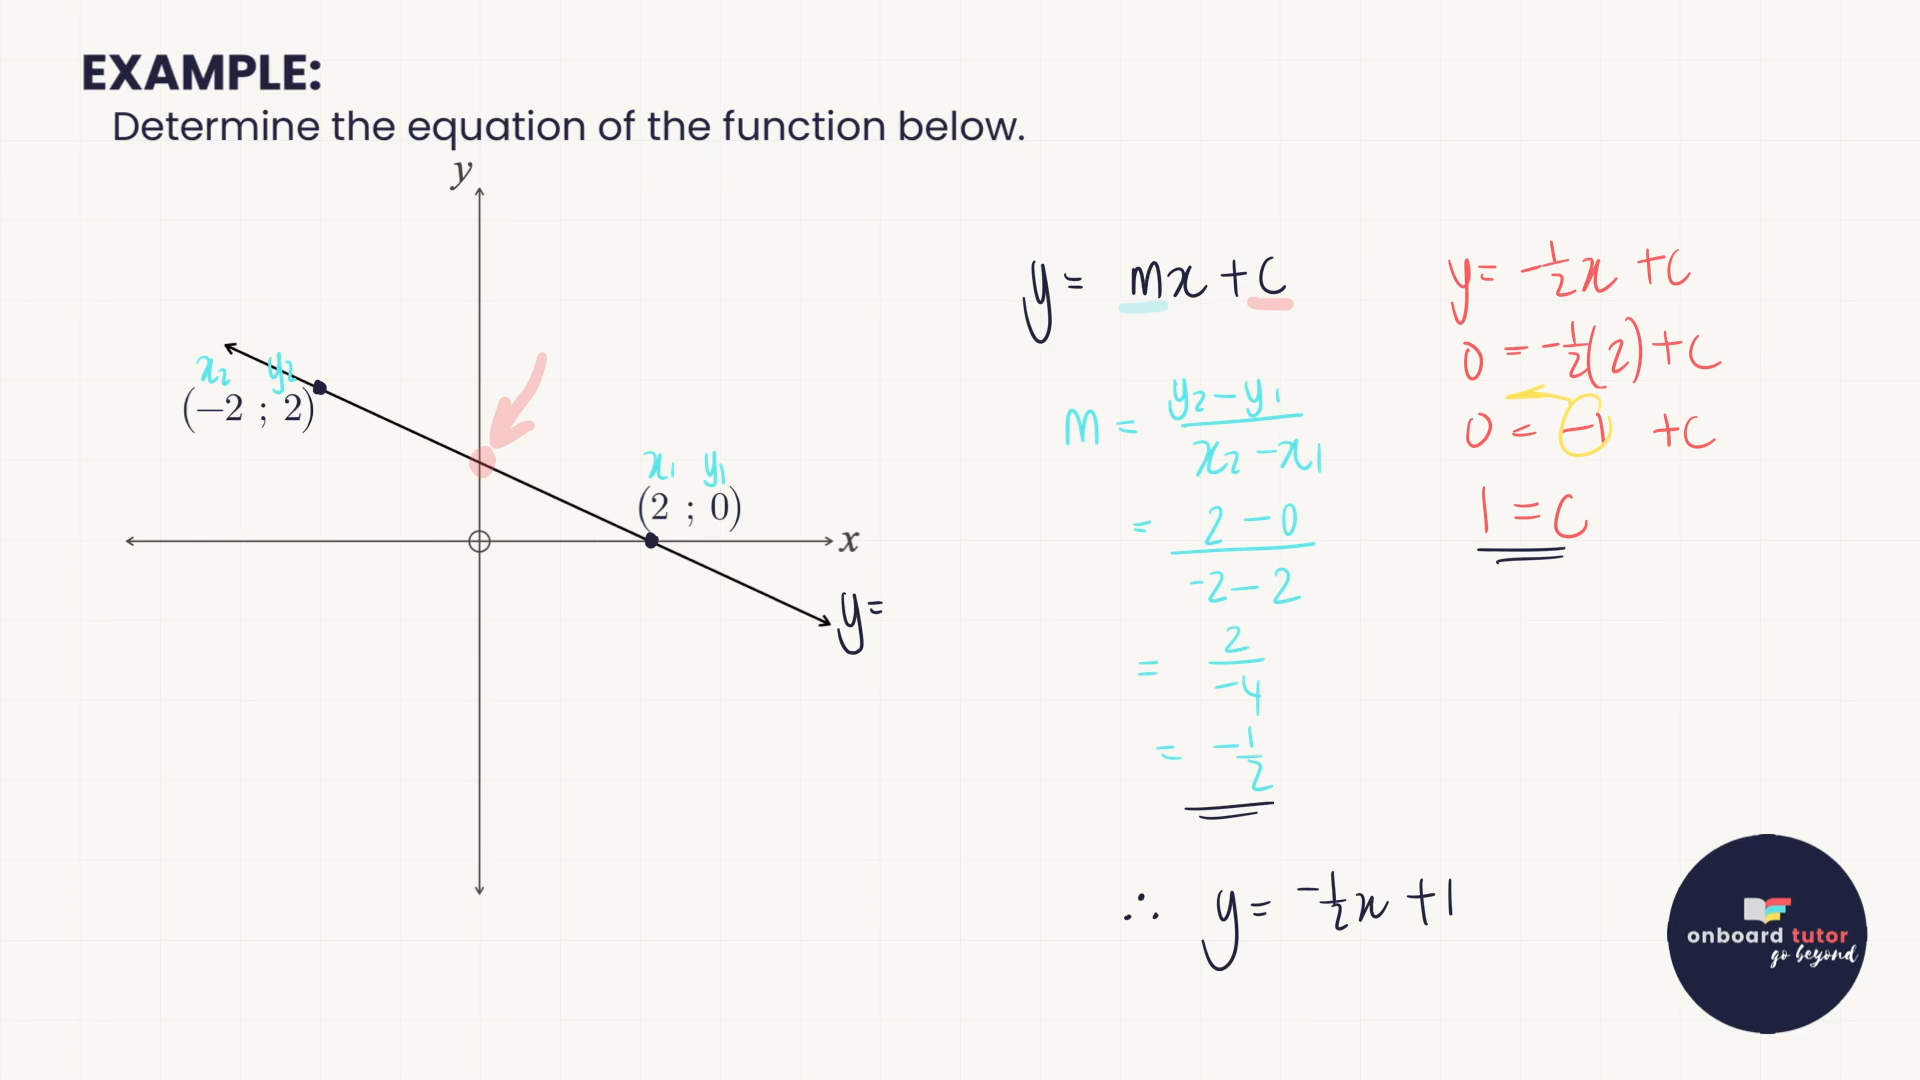 EXAMPLE:
Determine the equation of the function below.
y
x₂ y₂
(−2 ; 2)
x₁ y₁
(2 ; 0)
x
y=
y= mx + c
m = y₂ − y₁ / x₂ − x₁
= 2 − 0 / -2 − 2
= 2 / −4
= −1/2
∴ y= −1/2x +1
y= −1/2x +c
0 = −1/2(2) +c
0 = −1 +c
1 = c
onboard tutor
go beyond